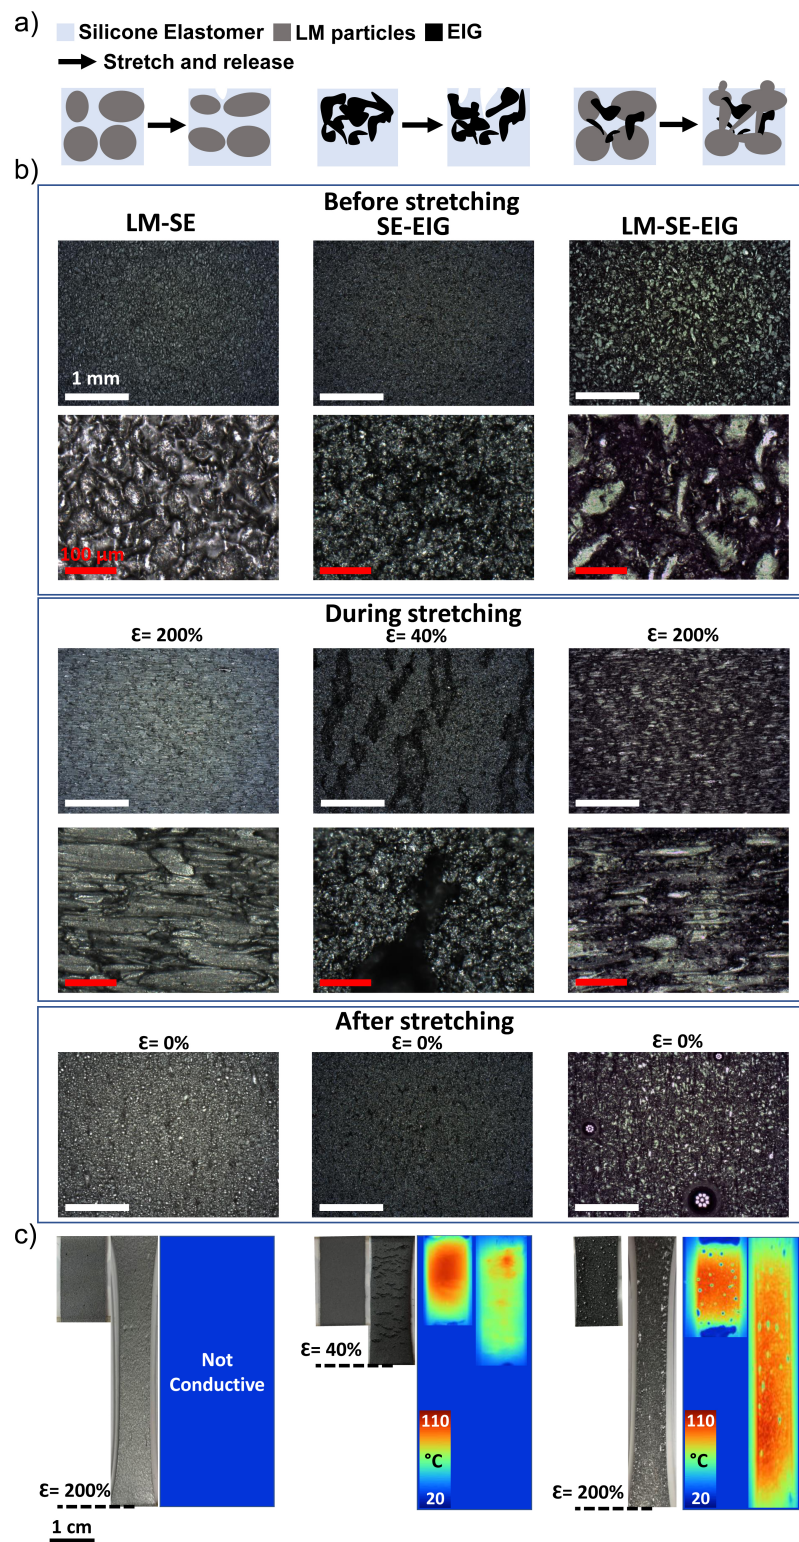 a)
Silicone Elastomer LM particles EIG
Stretch and release
b)
Before stretching
LM-SE SE-EIG LM-SE-EIG
1 mm
100 µm
During stretching
Ɛ= 200% Ɛ= 40% Ɛ= 200%
After stretching
Ɛ= 0% Ɛ= 0% Ɛ= 0%
c)
Not
Conductive
Ɛ= 40%
110 110
°C °C
20 20
Ɛ= 200% Ɛ= 200%
1 cm